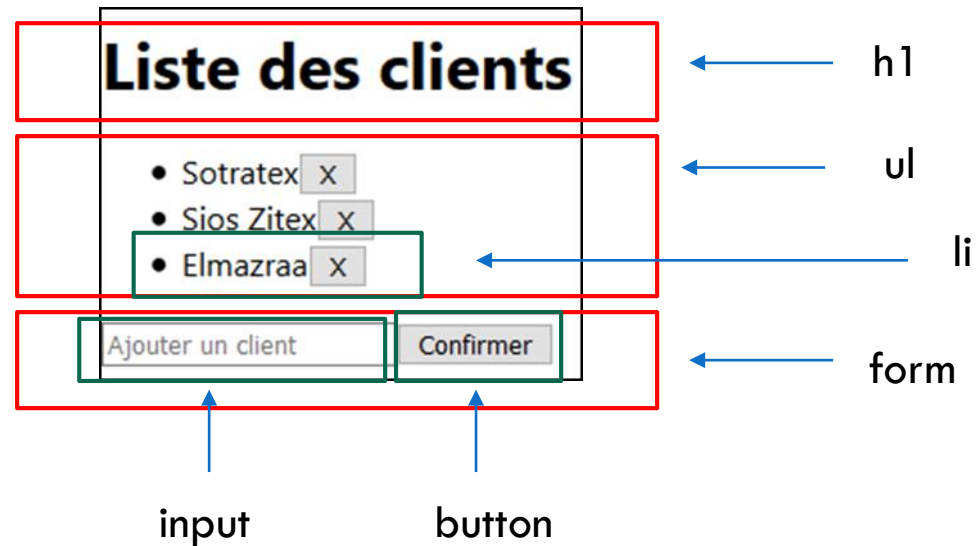 Liste des clients
h1
ul
Sotratex X
Sios Zitex X
Elmazraa X
li
Ajouter un client Confirmer
form
input button